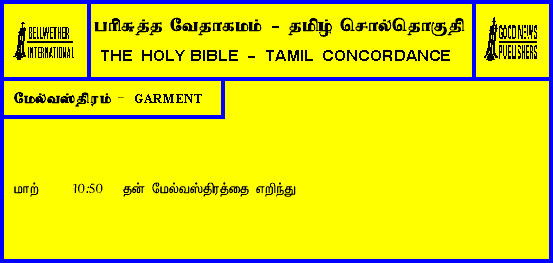 BELLWETHER
INTERNATIONAL
பரிசுத்த வேதாகமம் - தமிழ் சொல்தொகுதி
THE HOLY BIBLE - TAMIL CONCORDANCE
GOOD NEWS
PUBLISHERS
மேல்வஸ்திரம் - GARMENT
மாற் 10:50 தன் மேல்வஸ்திரத்தை எறிந்து